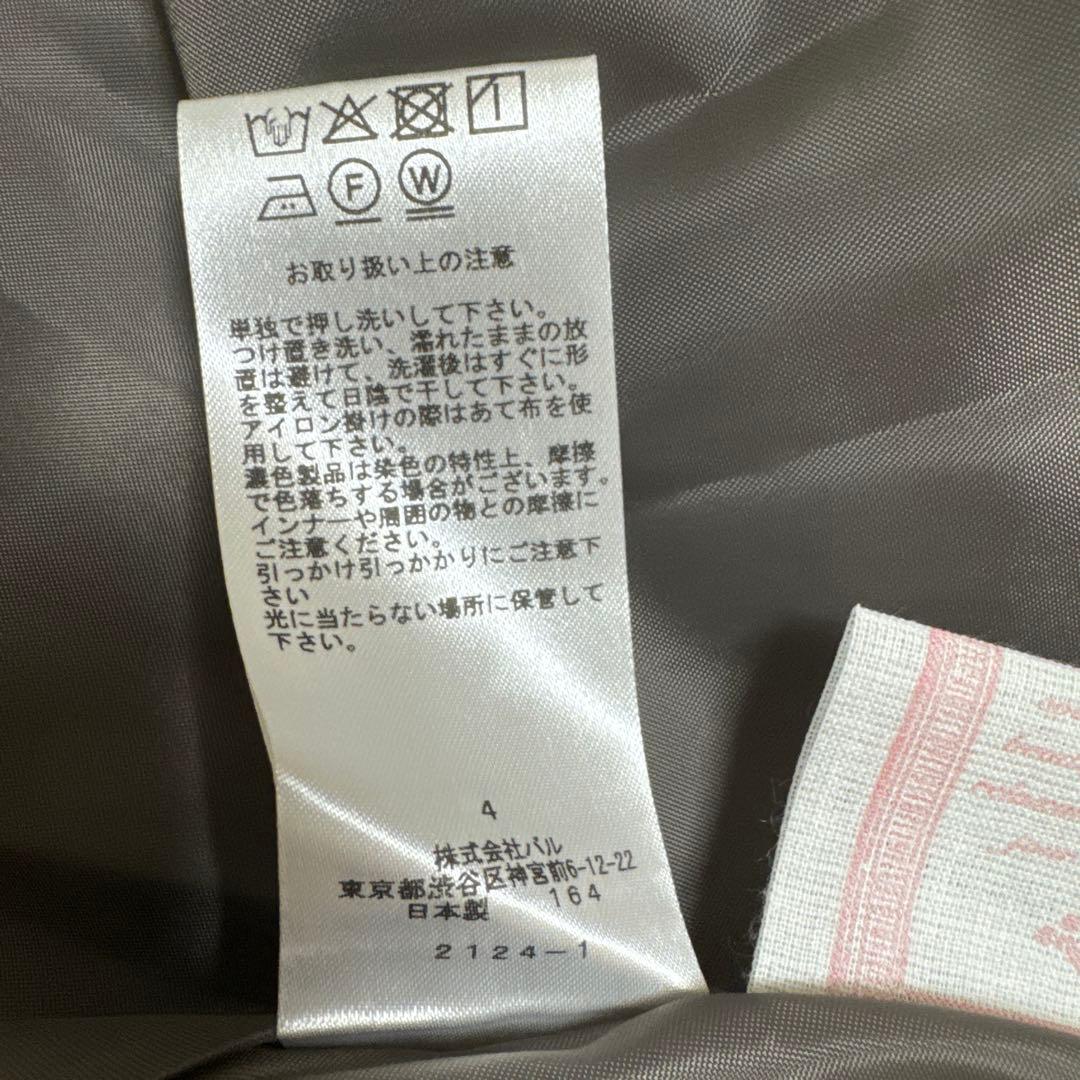 F W
お取り扱い上の注意
単独で押し洗いして下さい。
つけ置き洗い、濡れたままの放
置は避けて、洗濯後はすぐに形
を整えて日陰で干して下さい。
アイロン掛けの際はあて布を使
用して下さい。
濃色製品は染色の特性上、摩擦
で色落ちする場合がございます。
インナーや周囲の物との摩擦に
ご注意ください。
引っかけ引っかかりにご注意下
さい
光に当たらない場所に保管して
下さい。
4
株式会社パル
東京都渋谷区神宮前6-12-22
日本製 164
2124-1